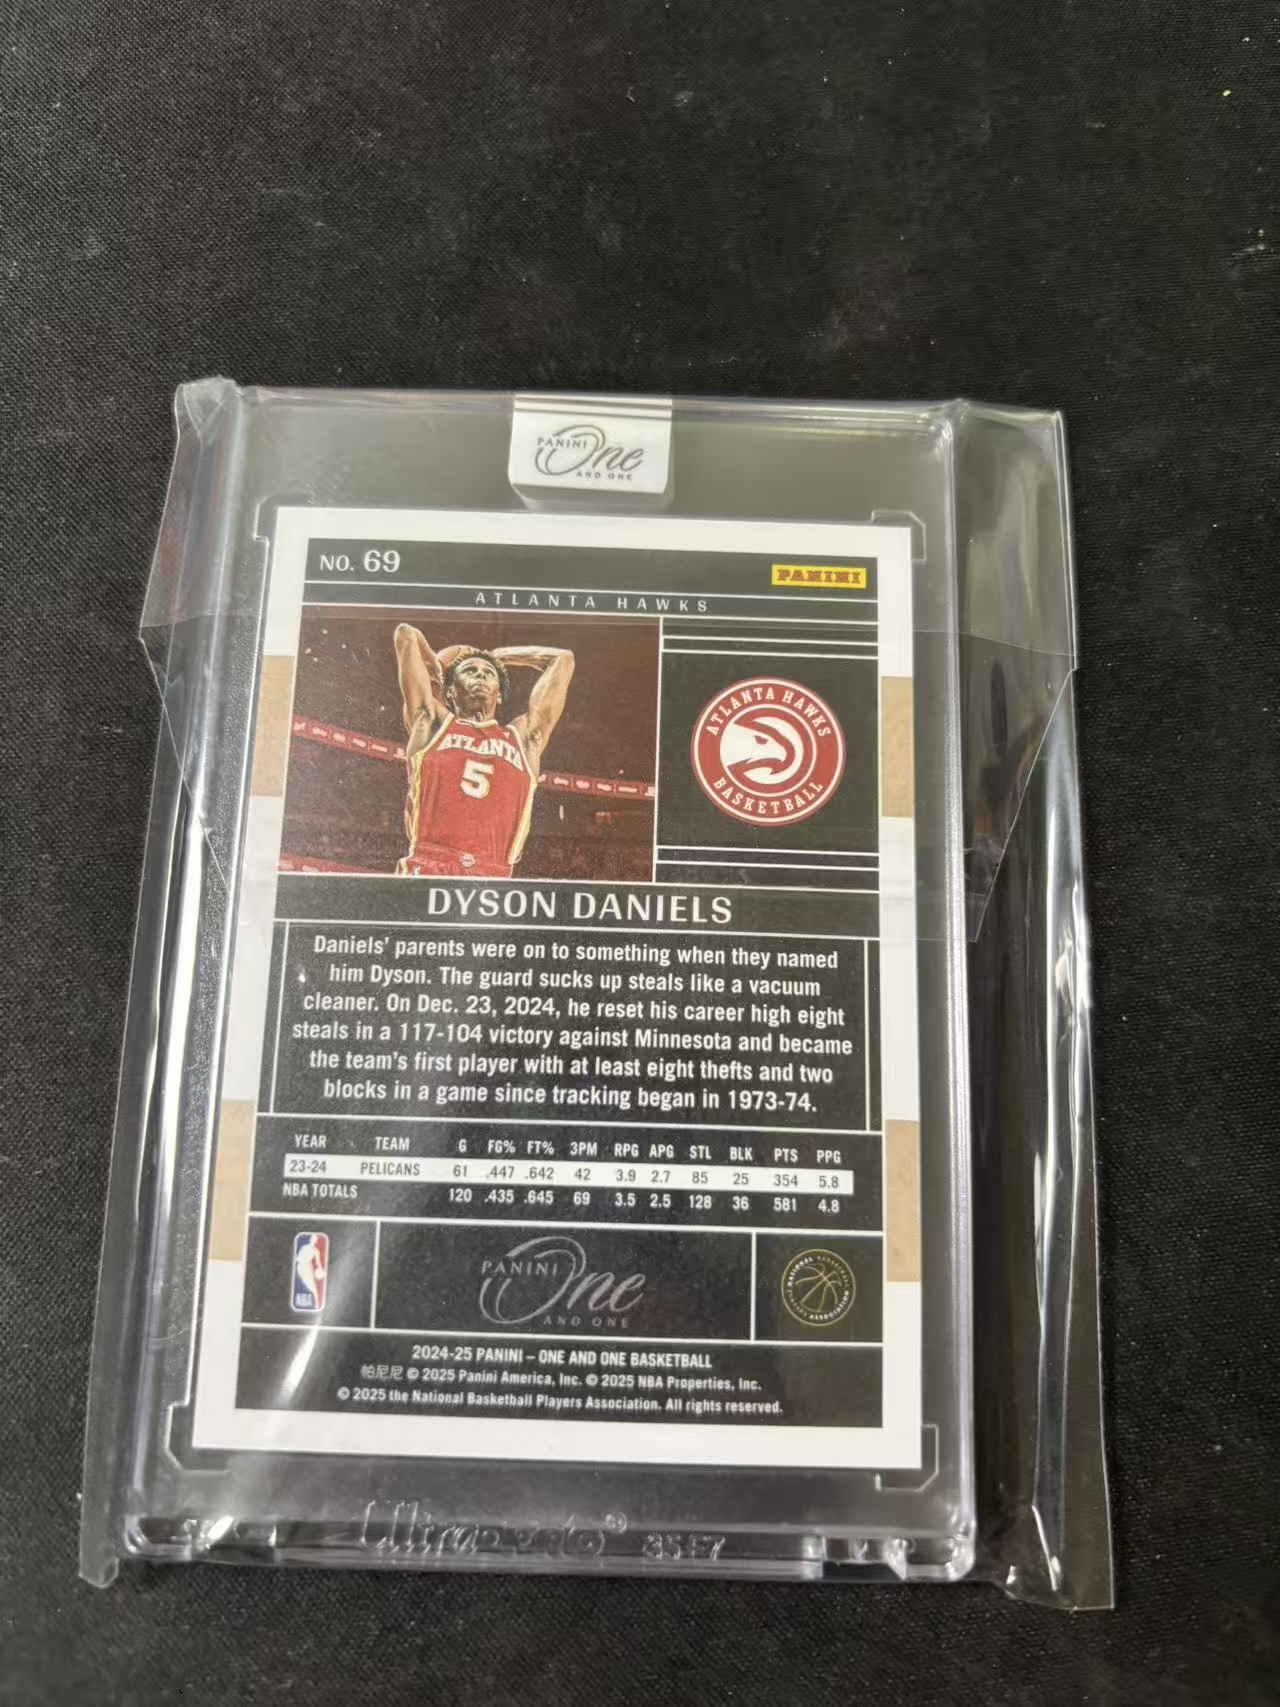 PANINI One
AND ONE
NO. 69
PANINI
ATLANTA HAWKS
ATLANTA
5
ATLANTA HAWKS
BASKETBALL
DYSON DANIELS
Daniels' parents were on to something when they named
him Dyson. The guard sucks up steals like a vacuum
cleaner. On Dec. 23, 2024, he reset his career high eight
steals in a 117-104 victory against Minnesota and became
the team's first player with at least eight thefts and two
blocks in a game since tracking began in 1973-74.
YEAR TEAM G FG% FT% 3PM RPG APG STL BLK PTS PPG
23-24 PELICANS 61 .447 .642 42 3.9 2.7 85 25 354 5.8
NBA TOTALS 120 .435 .645 69 3.5 2.5 128 36 581 4.8
NBA
PANINI One
AND ONE
NATIONAL BASKETBALL
PLAYERS ASSOCIATION
2024-25 PANINI – ONE AND ONE BASKETBALL
帕尼尼 © 2025 Panini America, Inc. © 2025 NBA Properties, Inc.
© 2025 the National Basketball Players Association. All rights reserved.